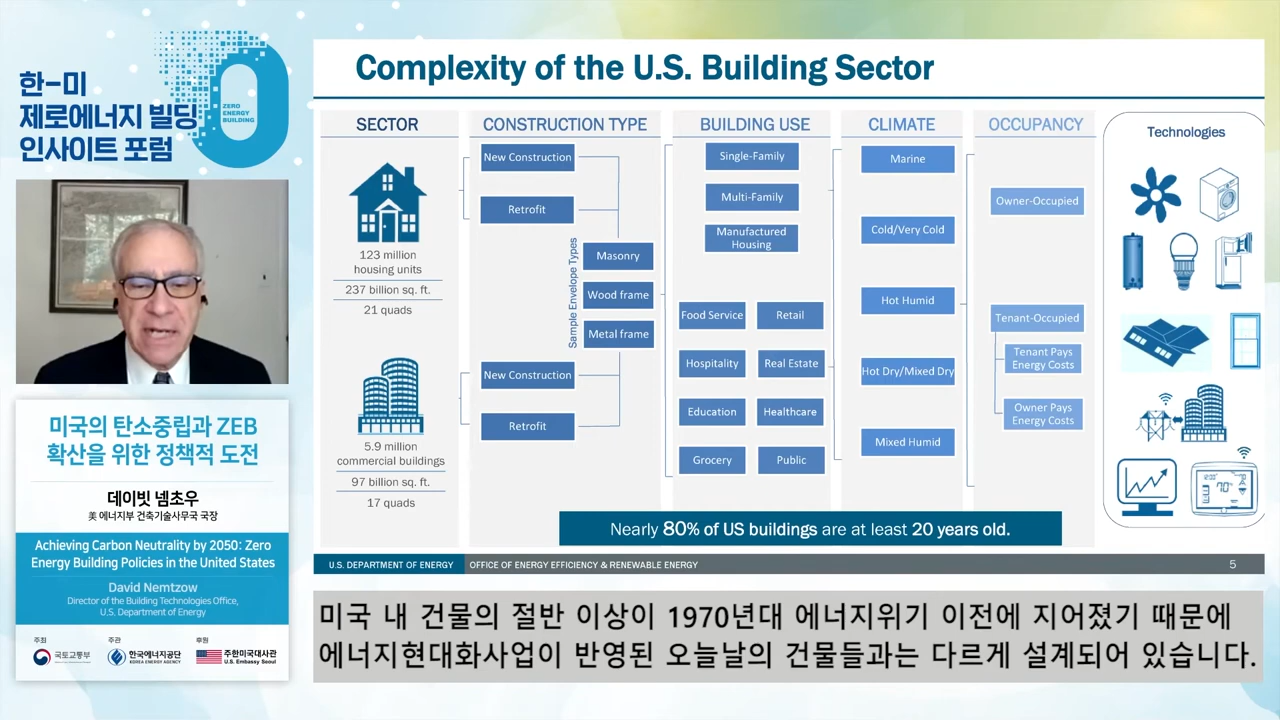 한-미
제로에너지 빌딩
인사이트 포럼
ZERO
ENERGY
BUILDING
미국의 탄소중립과 ZEB
확산을 위한 정책적 도전
데이빗 넴초우
美 에너지부 건축기술사무국 국장
Achieving Carbon Neutrality by 2050: Zero
Energy Building Policies in the United States
David Nemtzow
Director of the Building Technologies Office,
U.S. Department of Energy
주최
국토교통부
주관
한국에너지공단
KOREA ENERGY AGENCY
후원
주한미국대사관
U.S. Embassy Seoul
Complexity of the U.S. Building Sector
SECTOR
123 million
housing units
237 billion sq. ft.
21 quads
5.9 million
commercial buildings
97 billion sq. ft.
17 quads
CONSTRUCTION TYPE
New Construction
Retrofit
Sample Envelope Types
Masonry
Wood frame
Metal frame
New Construction
Retrofit
BUILDING USE
Single-Family
Multi-Family
Manufactured
Housing
Food Service
Retail
Hospitality
Real Estate
Education
Healthcare
Grocery
Public
CLIMATE
Marine
Cold/Very Cold
Hot Humid
Hot Dry/Mixed Dry
Mixed Humid
OCCUPANCY
Owner-Occupied
Tenant-Occupied
Tenant Pays
Energy Costs
Owner Pays
Energy Costs
Technologies
70°
Nearly 80% of US buildings are at least 20 years old.
U.S. DEPARTMENT OF ENERGY
OFFICE OF ENERGY EFFICIENCY & RENEWABLE ENERGY
5
미국 내 건물의 절반 이상이 1970년대 에너지위기 이전에 지어졌기 때문에
에너지현대화사업이 반영된 오늘날의 건물들과는 다르게 설계되어 있습니다.